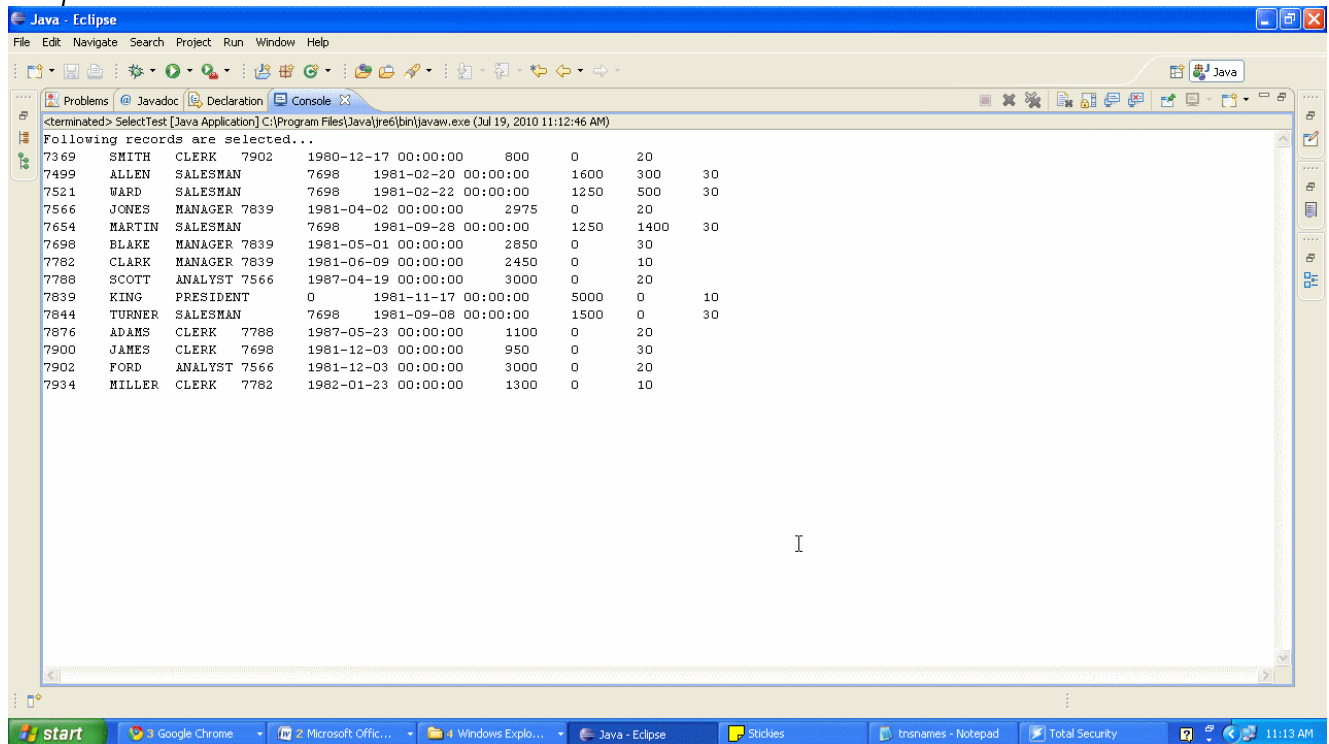 Java - Eclipse
File Edit Navigate Search Project Run Window Help
Java
Problems @ Javadoc Declaration Console
<terminated> SelectTest [Java Application] C:\Program Files\Java\jre6\bin\javaw.exe (Jul 19, 2010 11:12:46 AM)
Following records are selected...
7369 SMITH CLERK 7902 1980-12-17 00:00:00 800 0 20
7499 ALLEN SALESMAN 7698 1981-02-20 00:00:00 1600 300 30
7521 WARD SALESMAN 7698 1981-02-22 00:00:00 1250 500 30
7566 JONES MANAGER 7839 1981-04-02 00:00:00 2975 0 20
7654 MARTIN SALESMAN 7698 1981-09-28 00:00:00 1250 1400 30
7698 BLAKE MANAGER 7839 1981-05-01 00:00:00 2850 0 30
7782 CLARK MANAGER 7839 1981-06-09 00:00:00 2450 0 10
7788 SCOTT ANALYST 7566 1987-04-19 00:00:00 3000 0 20
7839 KING PRESIDENT 0 1981-11-17 00:00:00 5000 0 10
7844 TURNER SALESMAN 7698 1981-09-08 00:00:00 1500 0 30
7876 ADAMS CLERK 7788 1987-05-23 00:00:00 1100 0 20
7900 JAMES CLERK 7698 1981-12-03 00:00:00 950 0 30
7902 FORD ANALYST 7566 1981-12-03 00:00:00 3000 0 20
7934 MILLER CLERK 7782 1982-01-23 00:00:00 1300 0 10
start 3 Google Chrome 2 Microsoft Offic... 4 Windows Explo... Java - Eclipse Stickies tnsnames - Notepad Total Security 11:13 AM